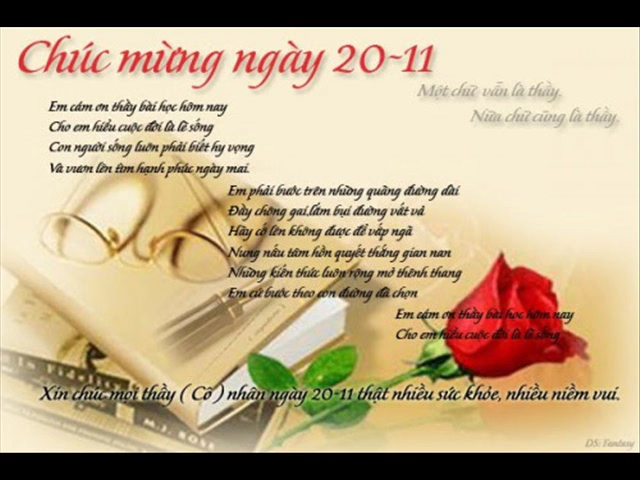 Chúc mừng ngày 20-11
Một chữ vẫn là thầy.
Nửa chữ cũng là thầy.
Em cám ơn thầy bài học hôm nay
Cho em hiểu cuộc đời là lẽ sống
Con người sống luôn phải biết hy vọng
Và vươn lên tìm hạnh phúc ngày mai.
Em phải bước trên những quãng đường dài
Đầy chông gai,lắm bụi đường vất vả
Hãy cố lên không được để vấp ngã
Nung nấu tâm hồn quyết thắng gian nan
Những kiến thức luôn rộng mở thênh thang
Em cứ bước theo con đường đã chọn
Em cám ơn thầy bài học hôm nay
Cho em hiểu cuộc đời là lẽ sống
Xin chúc mọi thầy ( Cô ) nhân ngày 20-11 thật nhiều sức khỏe, nhiều niềm vui.
M.J. ROSE
DS: Fantasy